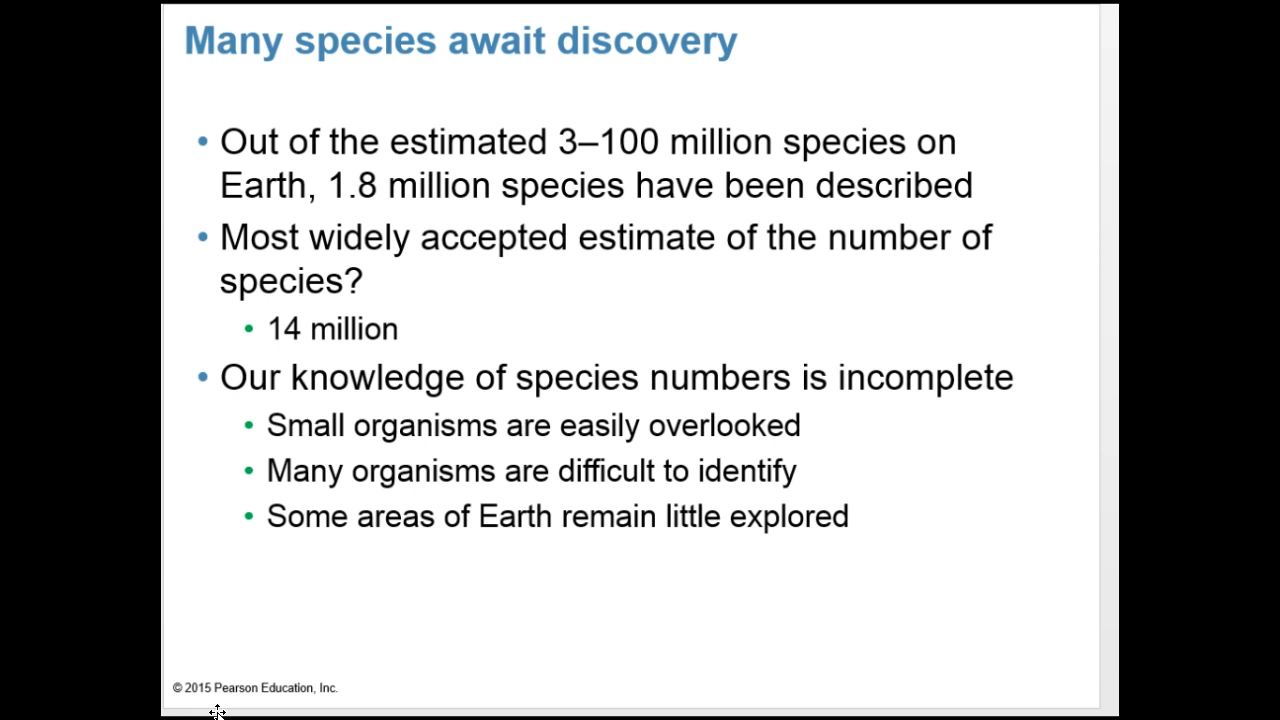 Many species await discovery
• Out of the estimated 3–100 million species on
Earth, 1.8 million species have been described
• Most widely accepted estimate of the number of
species?
• 14 million
• Our knowledge of species numbers is incomplete
• Small organisms are easily overlooked
• Many organisms are difficult to identify
• Some areas of Earth remain little explored
© 2015 Pearson Education, Inc.